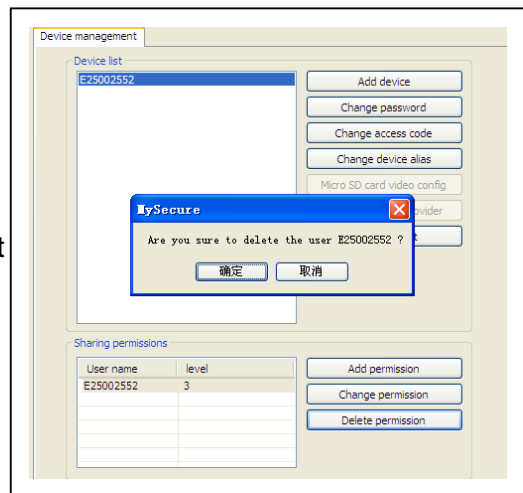 Device management
Device list
E25002552
Add device
Change password
Change access code
Change device alias
Micro SD card video config
MySecure
Are you sure to delete the user E25002552 ?
确定
取消
t
Sharing permissions
User name level
E25002552 3
Add permission
Change permission
Delete permission